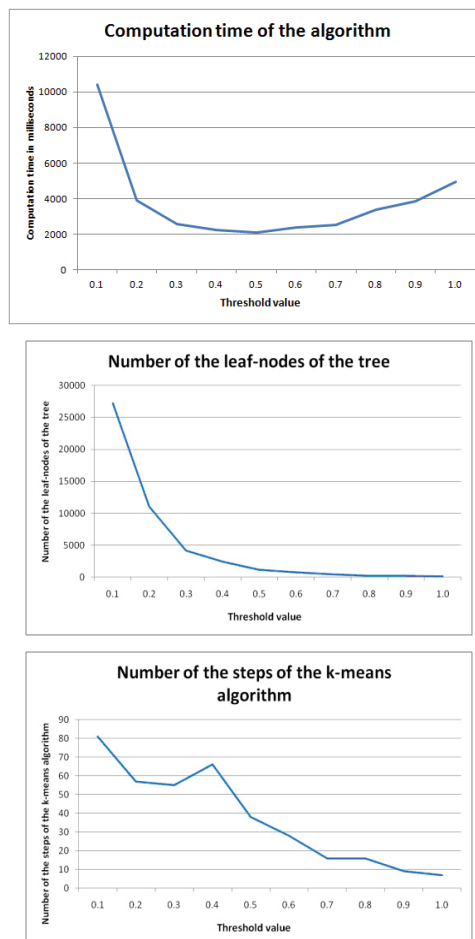 Computation time of the algorithm
Computation time in milliseconds
12000
10000
8000
6000
4000
2000
0
0.1 0.2 0.3 0.4 0.5 0.6 0.7 0.8 0.9 1.0
Threshold value
Number of the leaf-nodes of the tree
Number of the leaf-nodes of the tree
30000
25000
20000
15000
10000
5000
0
0.1 0.2 0.3 0.4 0.5 0.6 0.7 0.8 0.9 1.0
Threshold value
Number of the steps of the k-means
algorithm
Number of the steps of the k-means algorithm
90
80
70
60
50
40
30
20
10
0
0.1 0.2 0.3 0.4 0.5 0.6 0.7 0.8 0.9 1.0
Threshold value